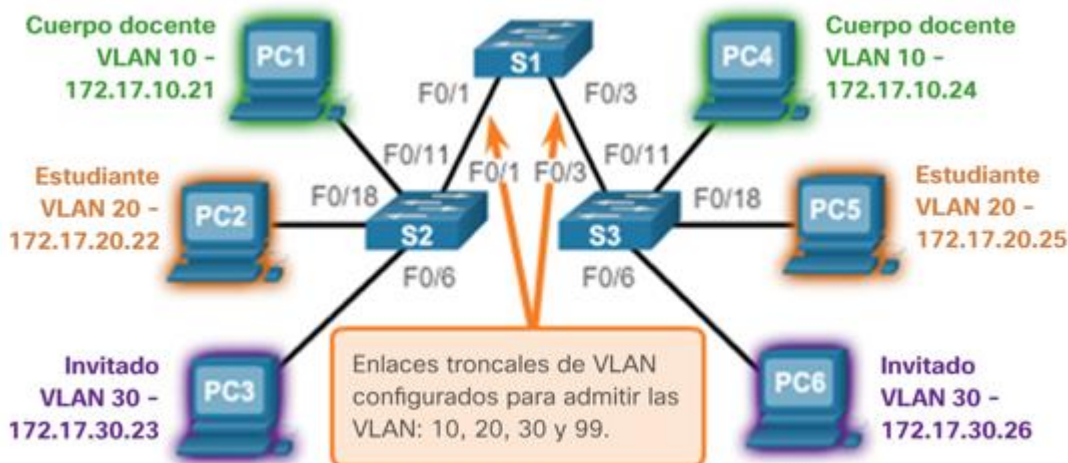 Cuerpo docente
VLAN 10 –
172.17.10.21
PC1
S1
PC4
Cuerpo docente
VLAN 10 –
172.17.10.24
F0/1
F0/3
F0/11
F0/1
F0/3
F0/11
Estudiante
VLAN 20 –
172.17.20.22
PC2
F0/18
S2
S3
F0/18
PC5
Estudiante
VLAN 20 –
172.17.20.25
F0/6
F0/6
Invitado
VLAN 30 –
172.17.30.23
PC3
Enlaces troncales de VLAN
configurados para admitir las
VLAN: 10, 20, 30 y 99.
PC6
Invitado
VLAN 30 –
172.17.30.26